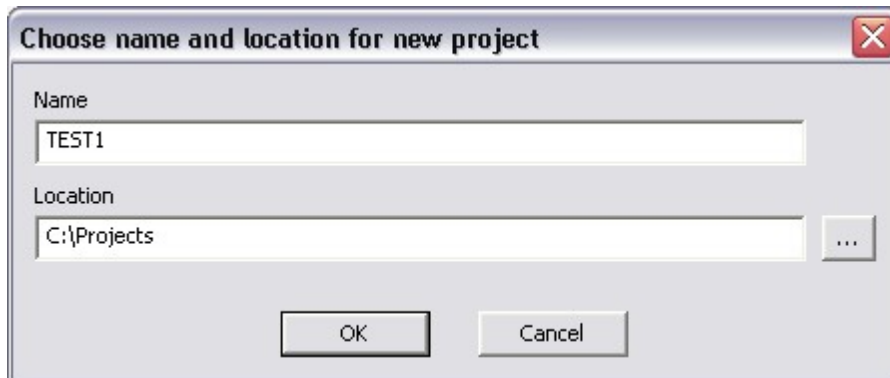 Choose name and location for new project
Name
TEST1
Location
C:\Projects
...
OK Cancel